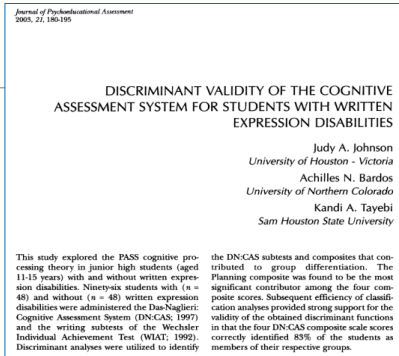 Journal of Psychoeducational Assessment
2003, 21, 180-195
DISCRIMINANT VALIDITY OF THE COGNITIVE
ASSESSMENT SYSTEM FOR STUDENTS WITH WRITTEN
EXPRESSION DISABILITIES
Judy A. Johnson
University of Houston - Victoria
Achilles N. Bardos
University of Northern Colorado
Kandi A. Tayebi
Sam Houston State University
This study explored the PASS cognitive pro-
cessing theory in junior high students (aged
11-15 years) with and without written expres-
sion disabilities. Ninety-six students with (n =
48) and without (n = 48) written expression
disabilities were administered the Das-Naglieri:
Cognitive Assessment System (DN:CAS; 1997)
and the writing subtests of the Wechsler
Individual Achievement Test (WIAT; 1992).
Discriminant analyses were utilized to identify
the DN:CAS subtests and composites that con-
tributed to group differentiation. The
Planning composite was found to be the most
significant contributor among the four com-
posite scores. Subsequent efficiency of classifi-
cation analyses provided strong support for the
validity of the obtained discriminant functions
in that the four DN:CAS composite scale scores
correctly identified 83% of the students as
members of their respective groups.